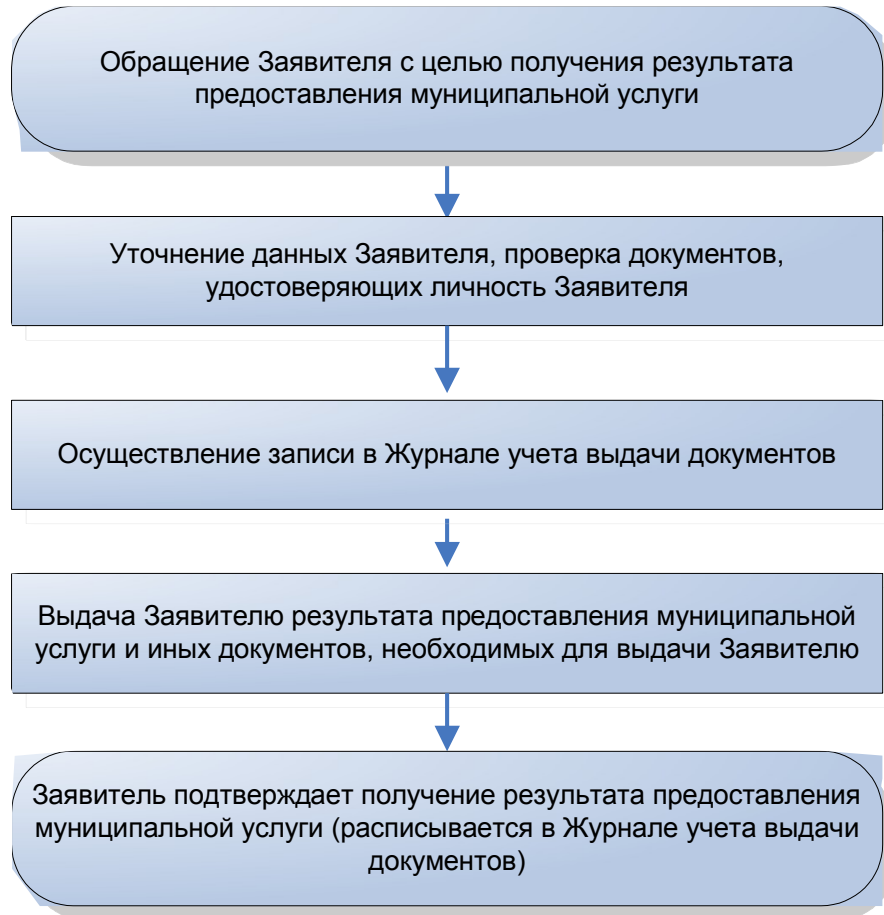 Обращение Заявителя с целью получения результата
предоставления муниципальной услуги
Уточнение данных Заявителя, проверка документов,
удостоверяющих личность Заявителя
Осуществление записи в Журнале учета выдачи документов
Выдача Заявителю результата предоставления муниципальной
услуги и иных документов, необходимых для выдачи Заявителю
Заявитель подтверждает получение результата предоставления
муниципальной услуги (расписывается в Журнале учета выдачи
документов)